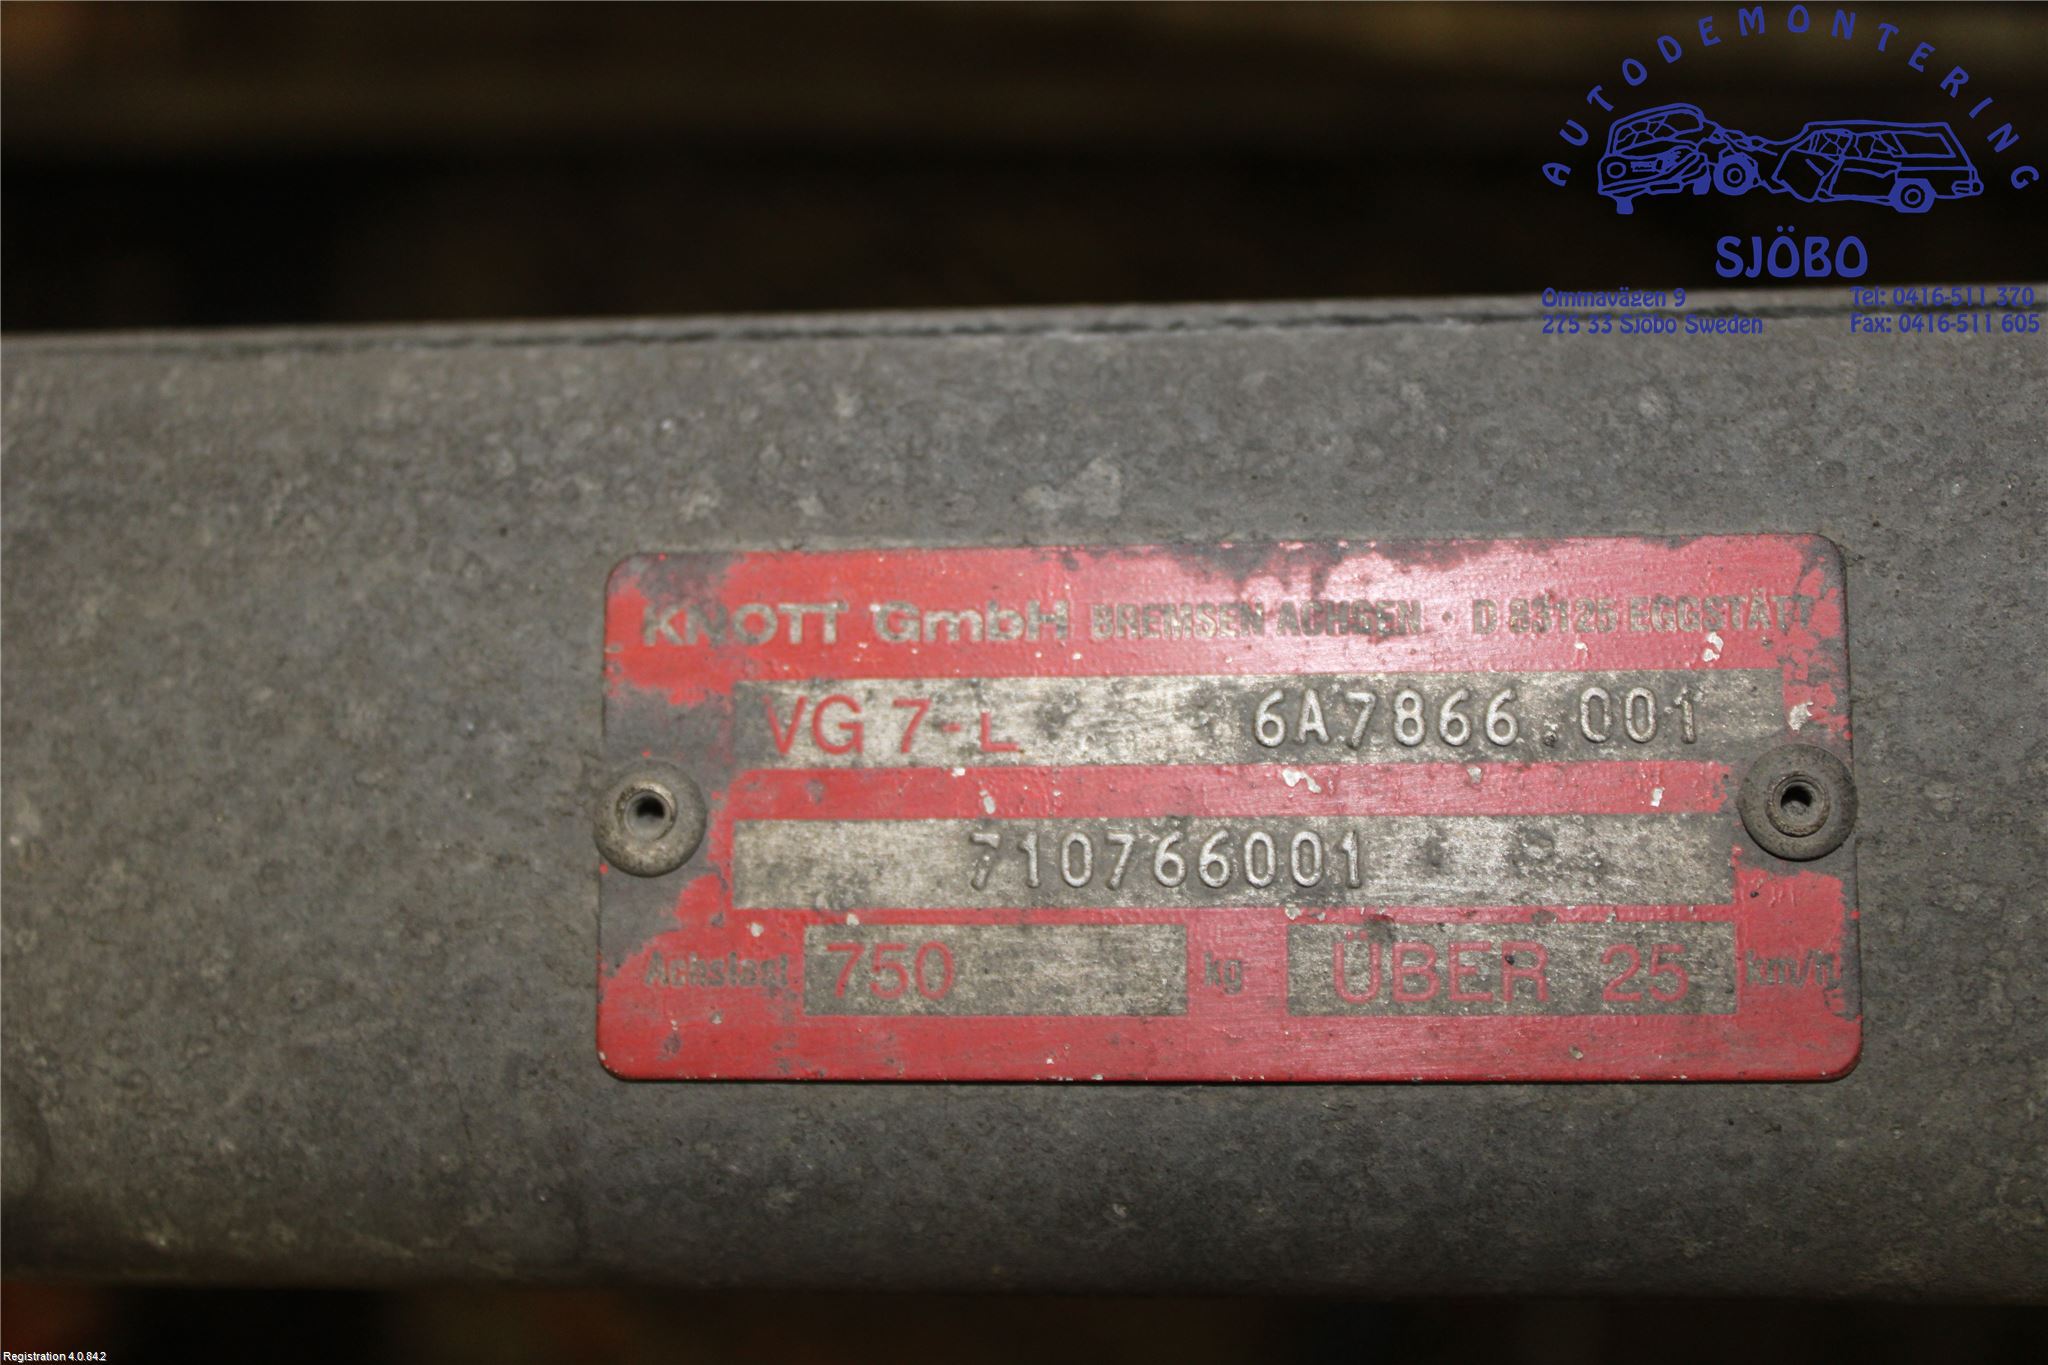 AUTODEMONTERING
SJÖBO
Ommavägen 9 Tel: 0416-511 370
275 33 Sjöbo Sweden Fax: 0416-511 605
KNOTT GmbH BREMSEN ACHSEN · D 83125 EGGSTÄTT
VG 7-L 6A7866.001
710766001
Achslast 750 kg ÜBER 25 km/h
Registration 4.0.84.2